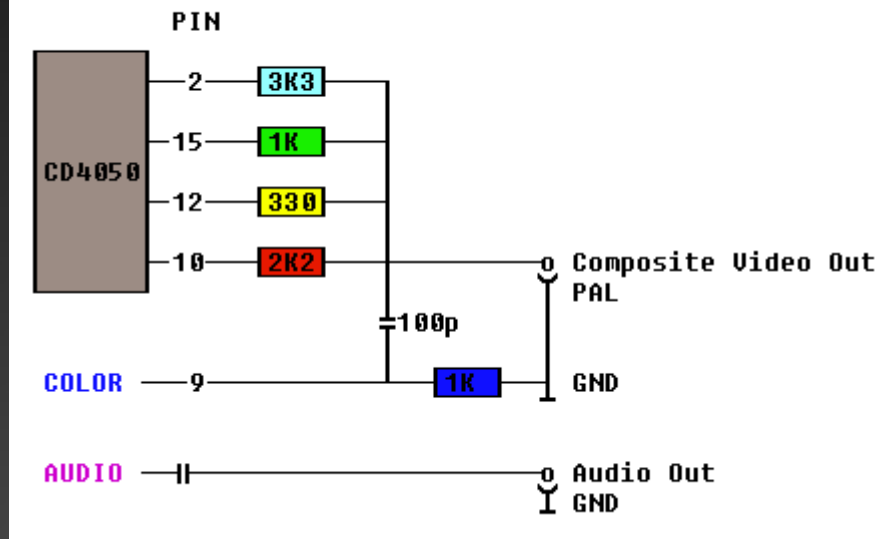 PIN
2 3K3
15 1K
CD4050
12 330
10 2K2 Composite Video Out
PAL
100p
COLOR 9 1K GND
AUDIO Audio Out
GND